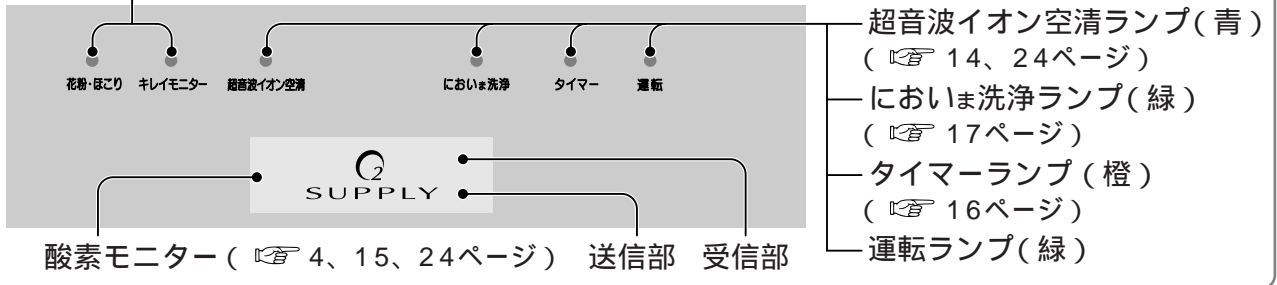 花粉・ほこり キレイモニター 超音波イオン空清 においま洗浄 タイマー 運転
O2
SUPPLY
超音波イオン空清ランプ(青)
(☞ 14、24ページ)
においま洗浄ランプ(緑)
(☞ 17ページ)
タイマーランプ(橙)
(☞ 16ページ)
運転ランプ(緑)
酸素モニター(☞ 4、15、24ページ) 送信部 受信部